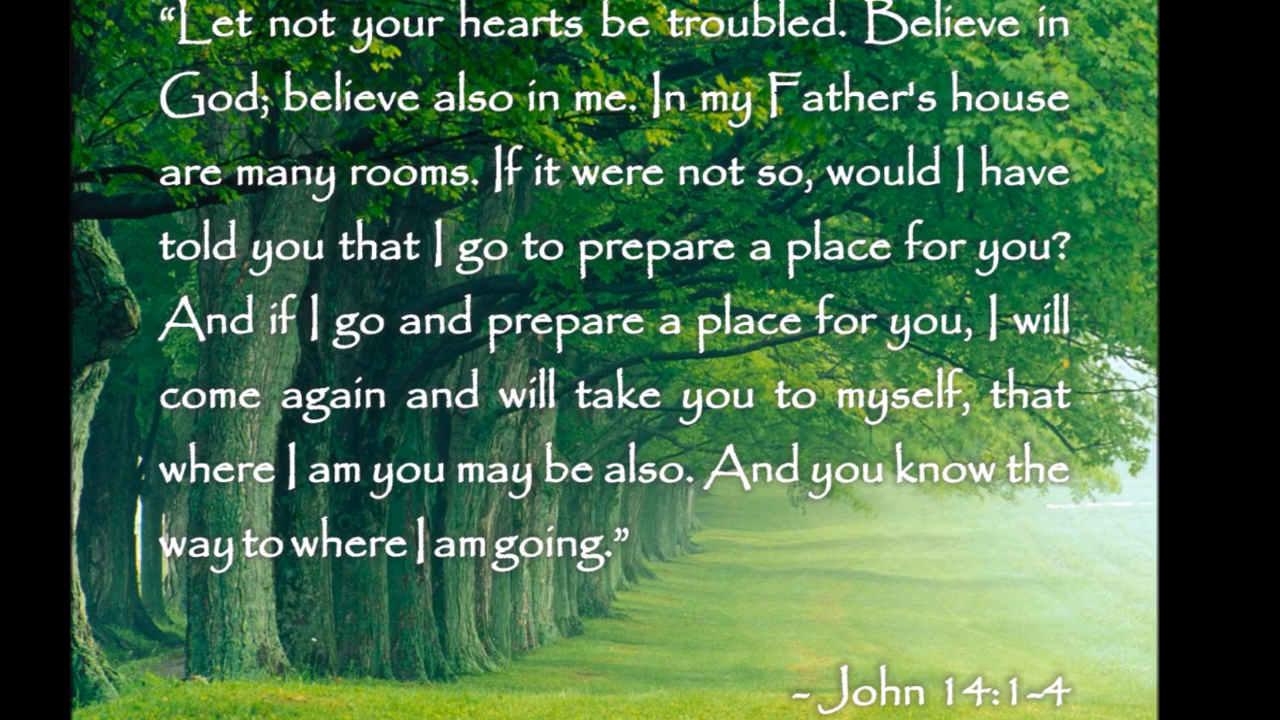 “Let not your hearts be troubled. Believe in
God; believe also in me. In my Father's house
are many rooms. If it were not so, would I have
told you that I go to prepare a place for you?
And if I go and prepare a place for you, I will
come again and will take you to myself, that
where I am you may be also. And you know the
way to where I am going.”
- John 14:1-4